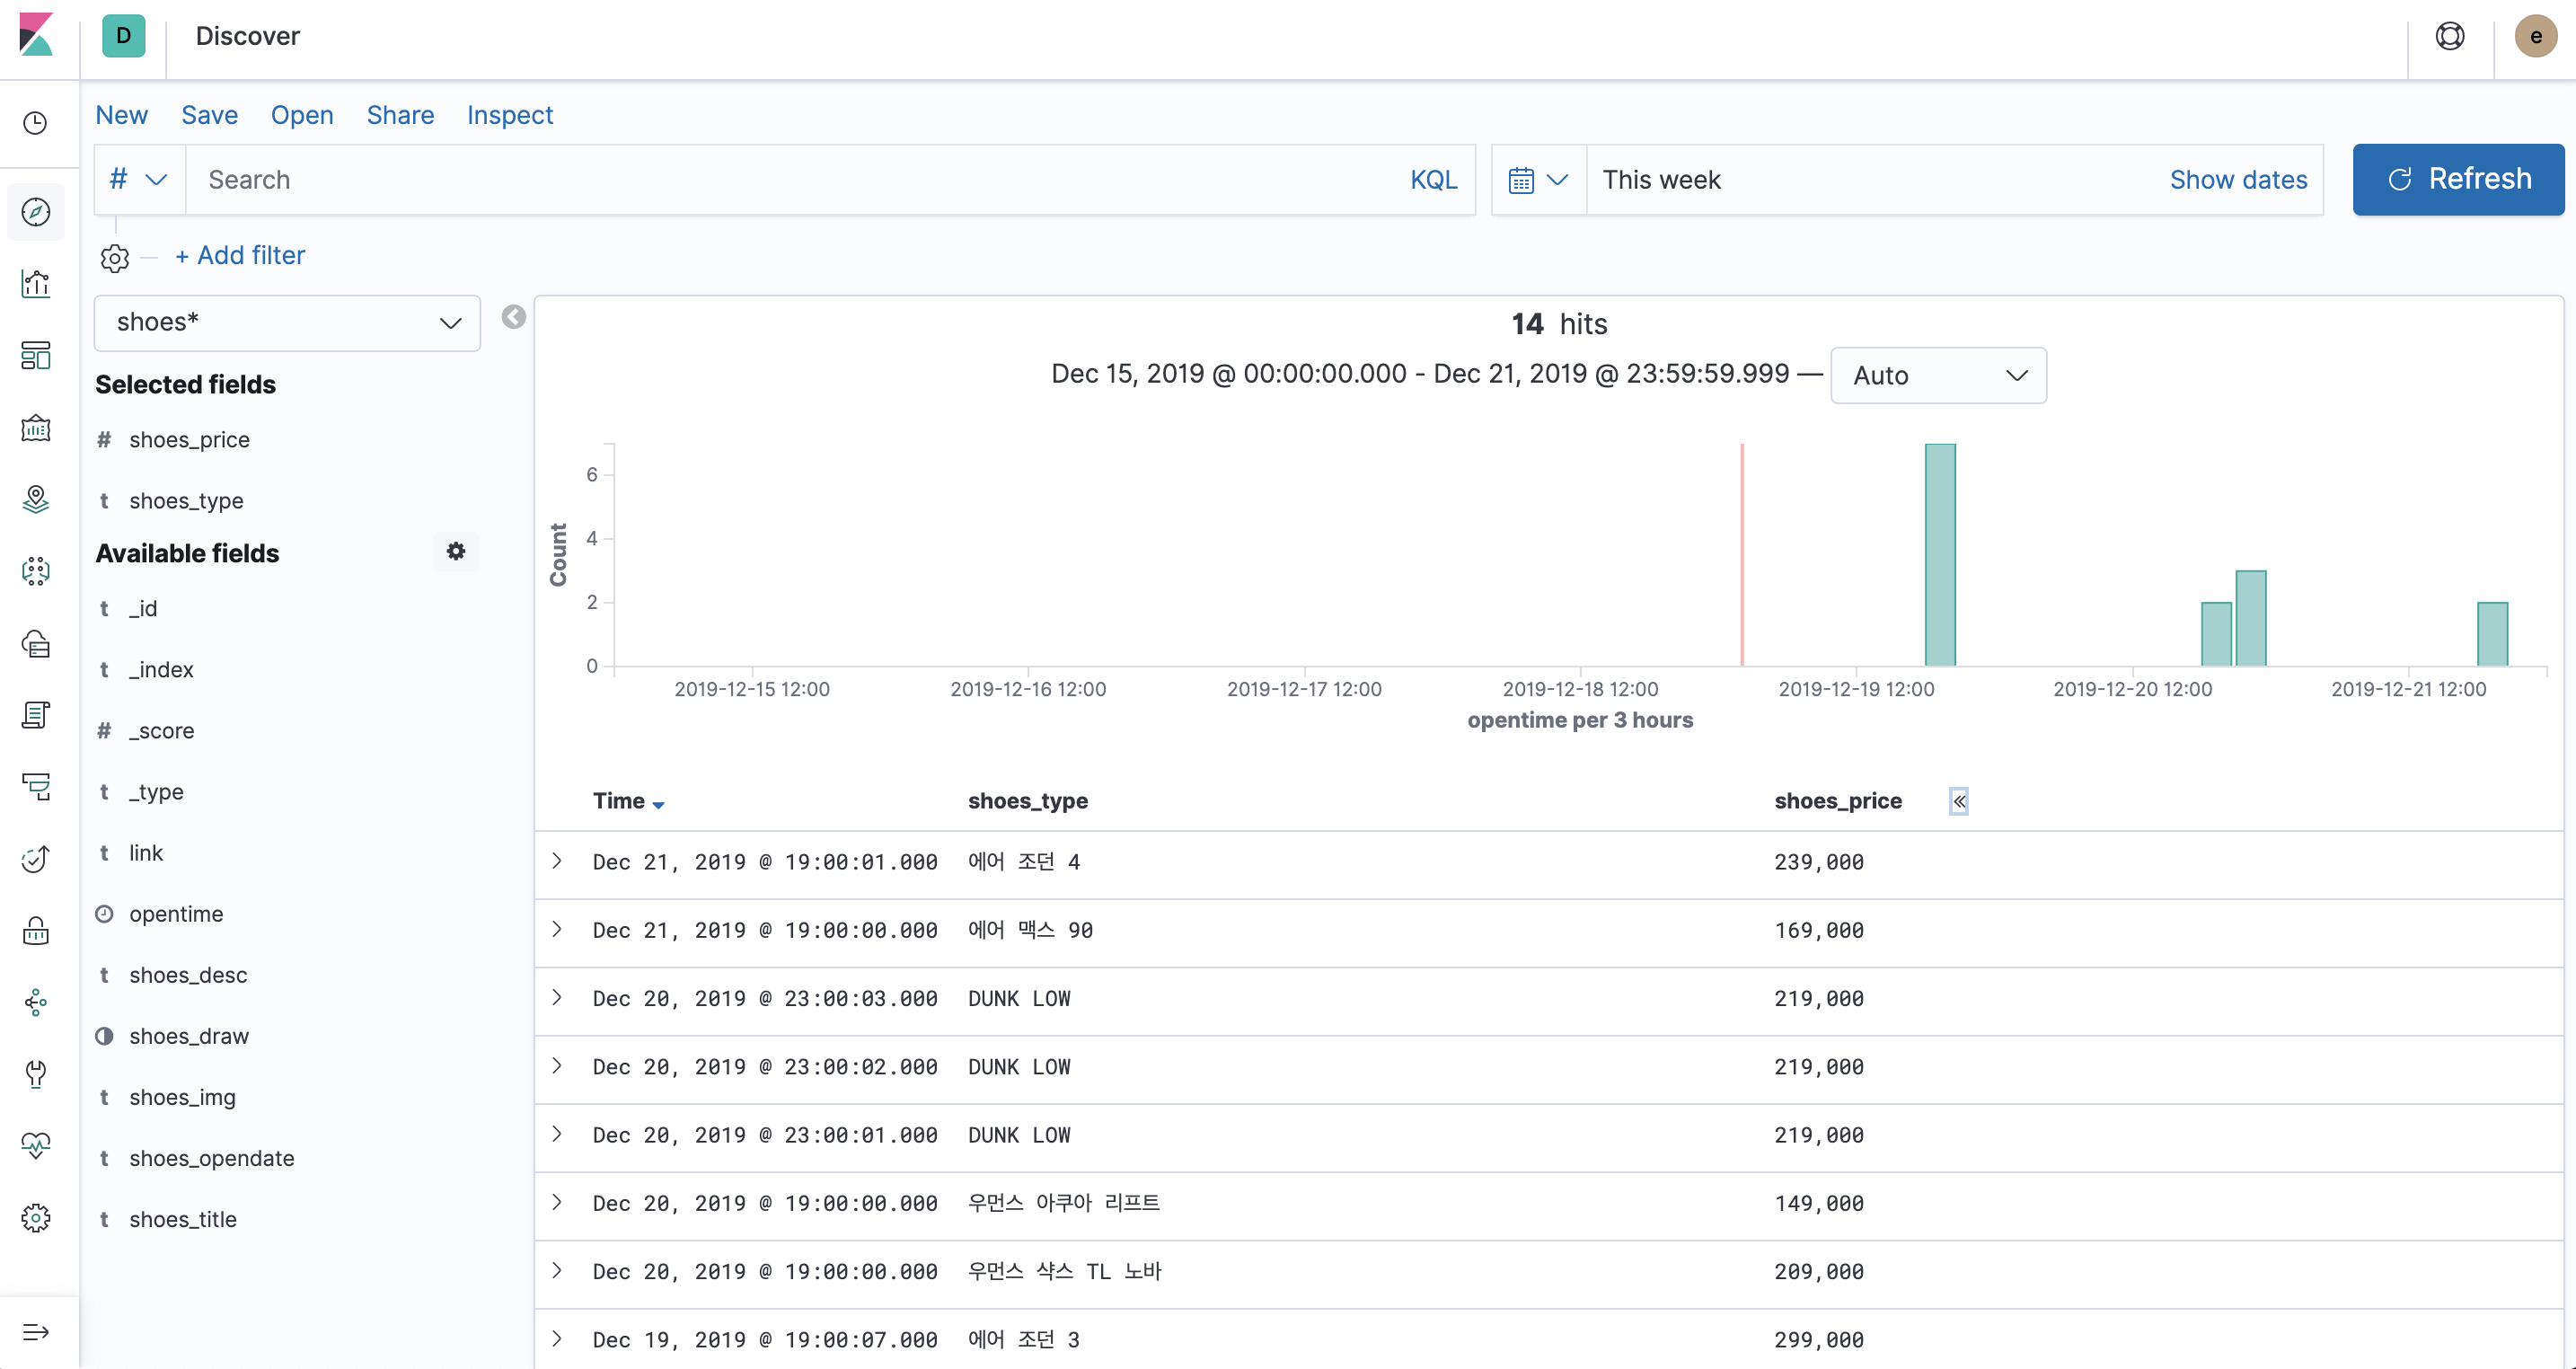 D Discover e
New Save Open Share Inspect
# Search KQL This week Show dates Refresh
+ Add filter
shoes*
Selected fields
# shoes_price
t shoes_type
Available fields
t _id
t _index
# _score
t _type
t link
opentime
t shoes_desc
shoes_draw
t shoes_img
t shoes_opendate
t shoes_title
14 hits
Dec 15, 2019 @ 00:00:00.000 - Dec 21, 2019 @ 23:59:59.999 — Auto
Count
6
4
2
0
2019-12-15 12:00 2019-12-16 12:00 2019-12-17 12:00 2019-12-18 12:00 2019-12-19 12:00 2019-12-20 12:00 2019-12-21 12:00
opentime per 3 hours
Time shoes_type shoes_price «
Dec 21, 2019 @ 19:00:01.000 에어 조던 4 239,000
Dec 21, 2019 @ 19:00:00.000 에어 맥스 90 169,000
Dec 20, 2019 @ 23:00:03.000 DUNK LOW 219,000
Dec 20, 2019 @ 23:00:02.000 DUNK LOW 219,000
Dec 20, 2019 @ 23:00:01.000 DUNK LOW 219,000
Dec 20, 2019 @ 19:00:00.000 우먼스 아쿠아 리프트 149,000
Dec 20, 2019 @ 19:00:00.000 우먼스 샥스 TL 노바 209,000
Dec 19, 2019 @ 19:00:07.000 에어 조던 3 299,000